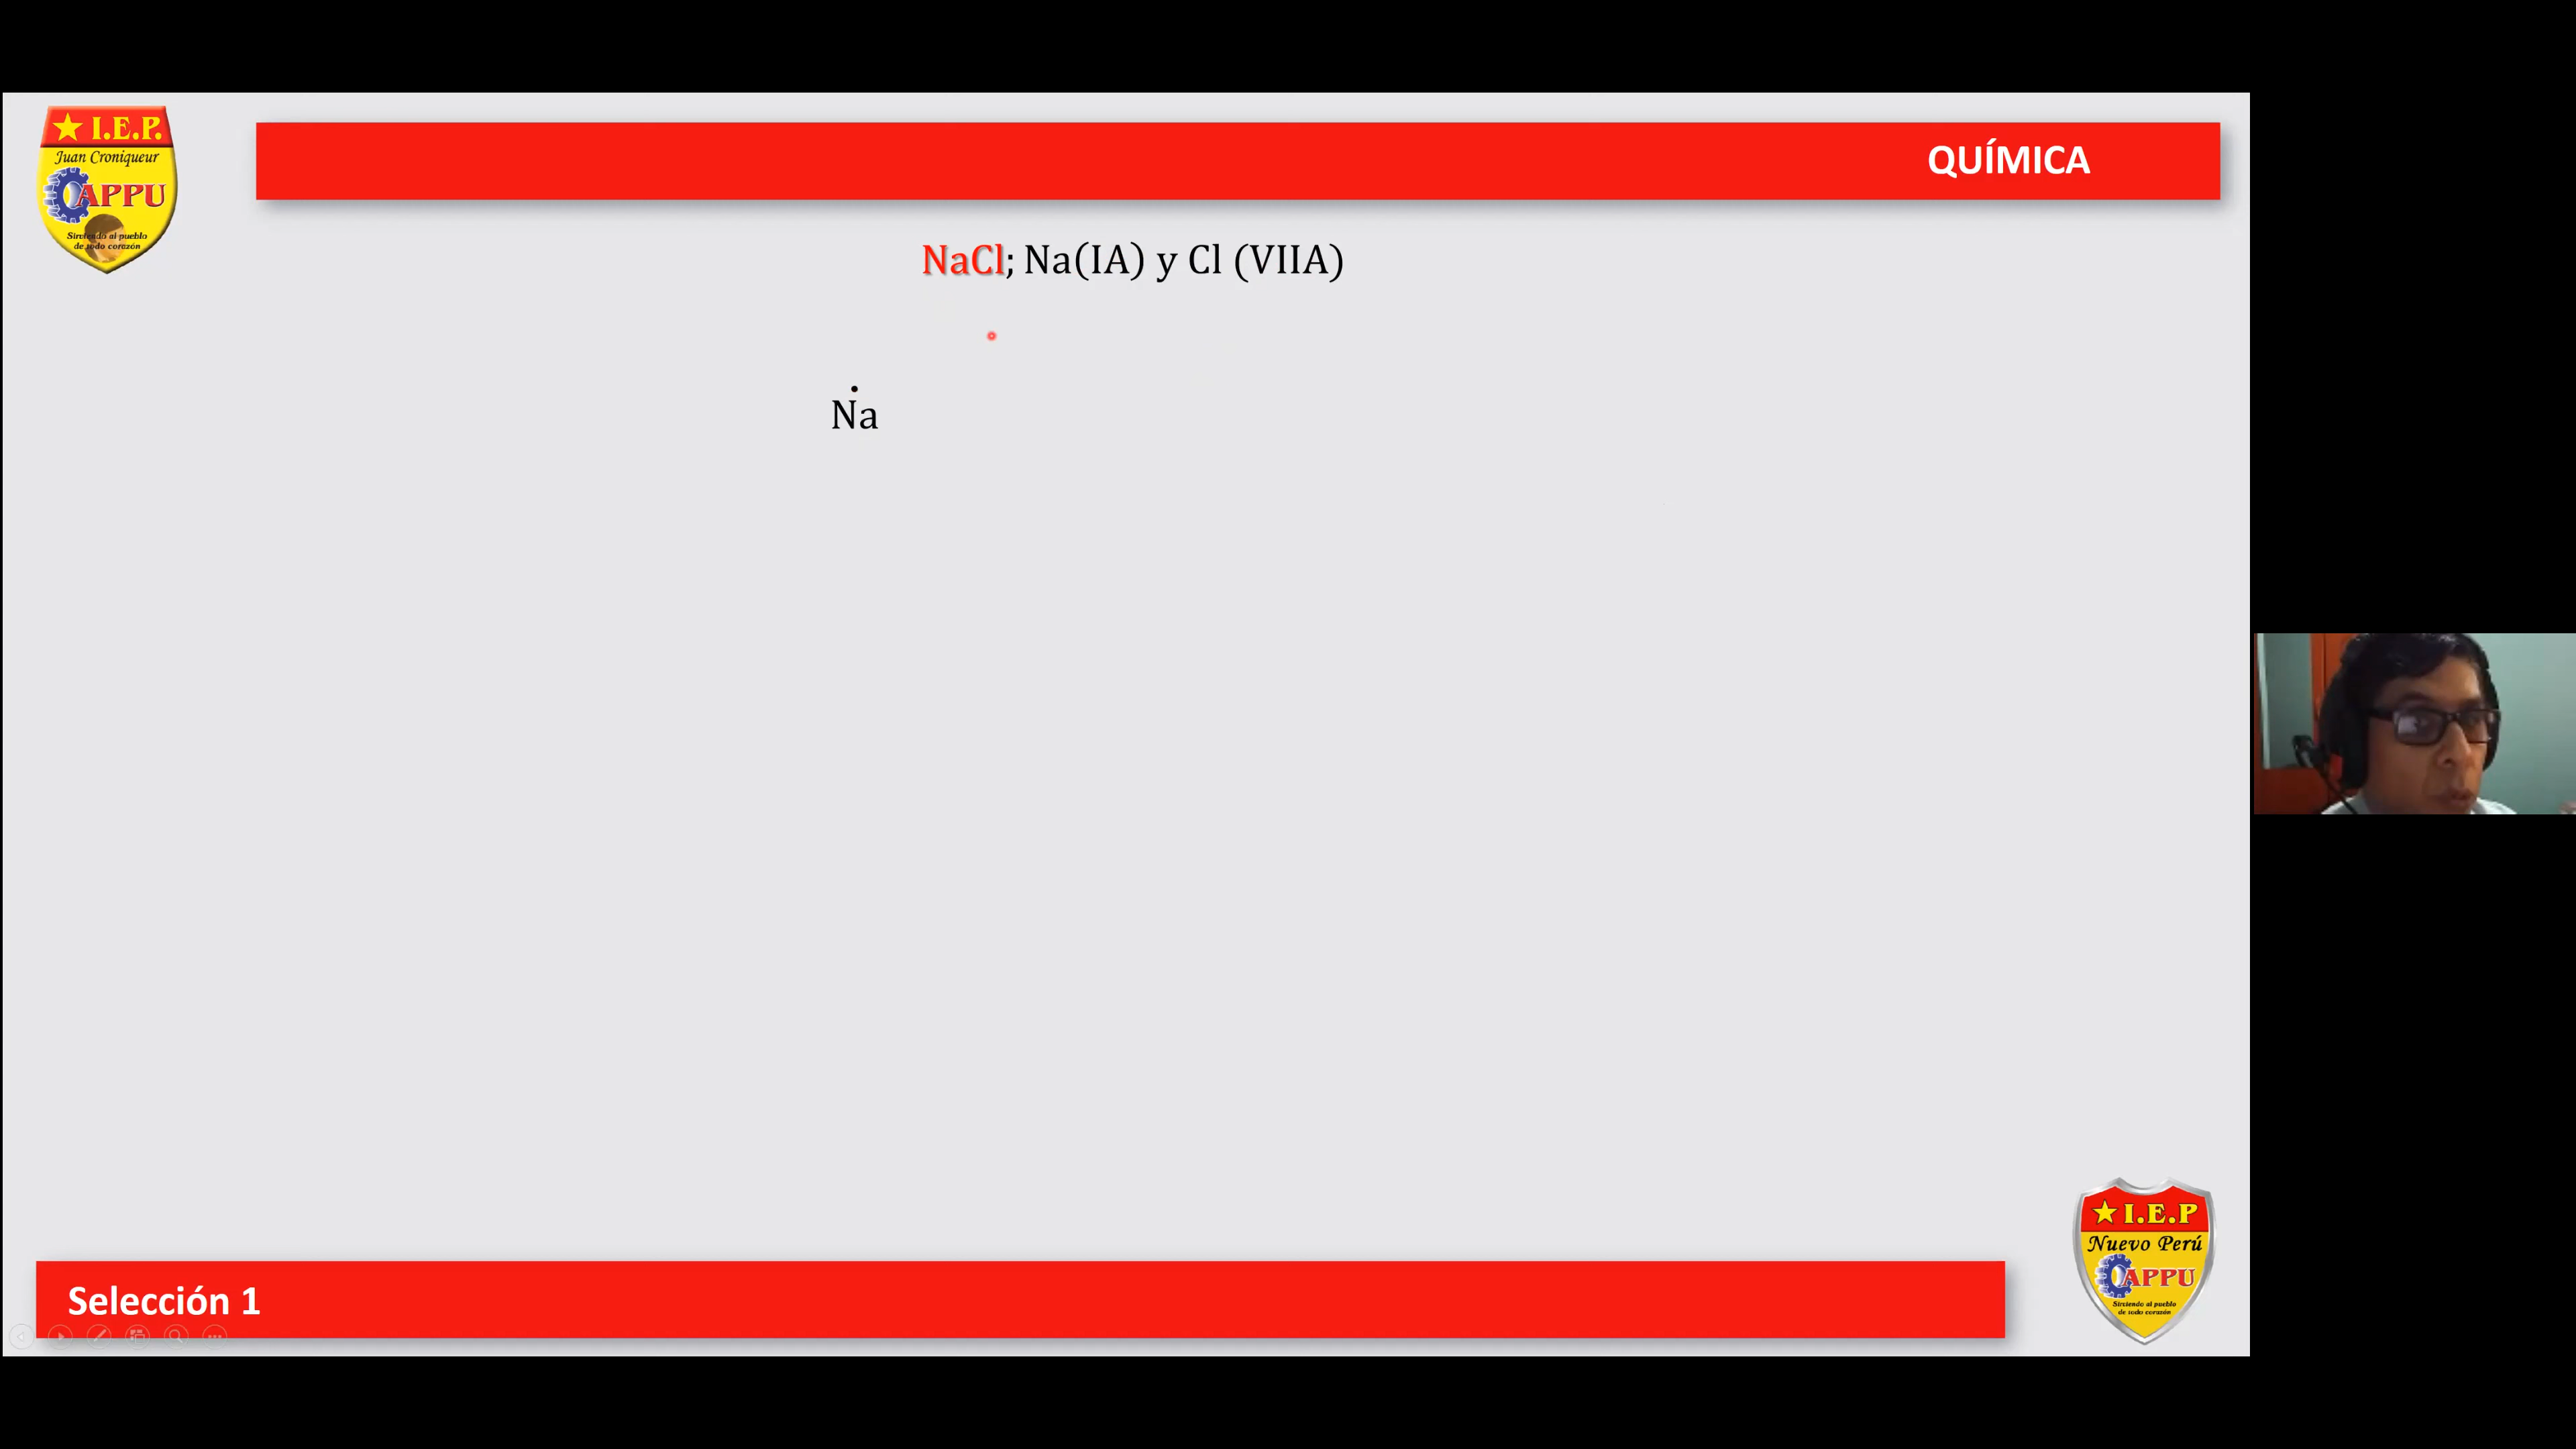 ★ I.E.P.
Juan Croniqueur
CAPPU
Sirviendo al pueblo
de todo corazón
QUÍMICA
NaCl; Na(IA) y Cl (VIIA)
Na
Selección 1
★ I.E.P
Nuevo Perú
CAPPU
Sirviendo al pueblo
de todo corazón